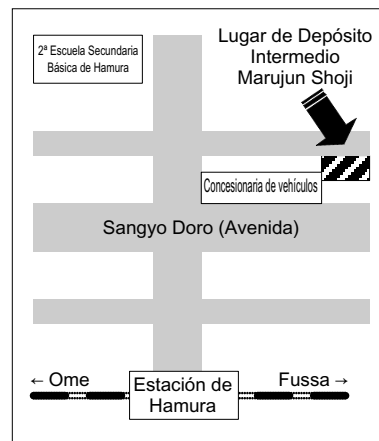 2ª Escuela Secundaria
Básica de Hamura
Lugar de Depósito
Intermedio
Marujun Shoji
Concesionaria de vehículos
Sangyo Doro (Avenida)
← Ome
Estación de
Hamura
Fussa →